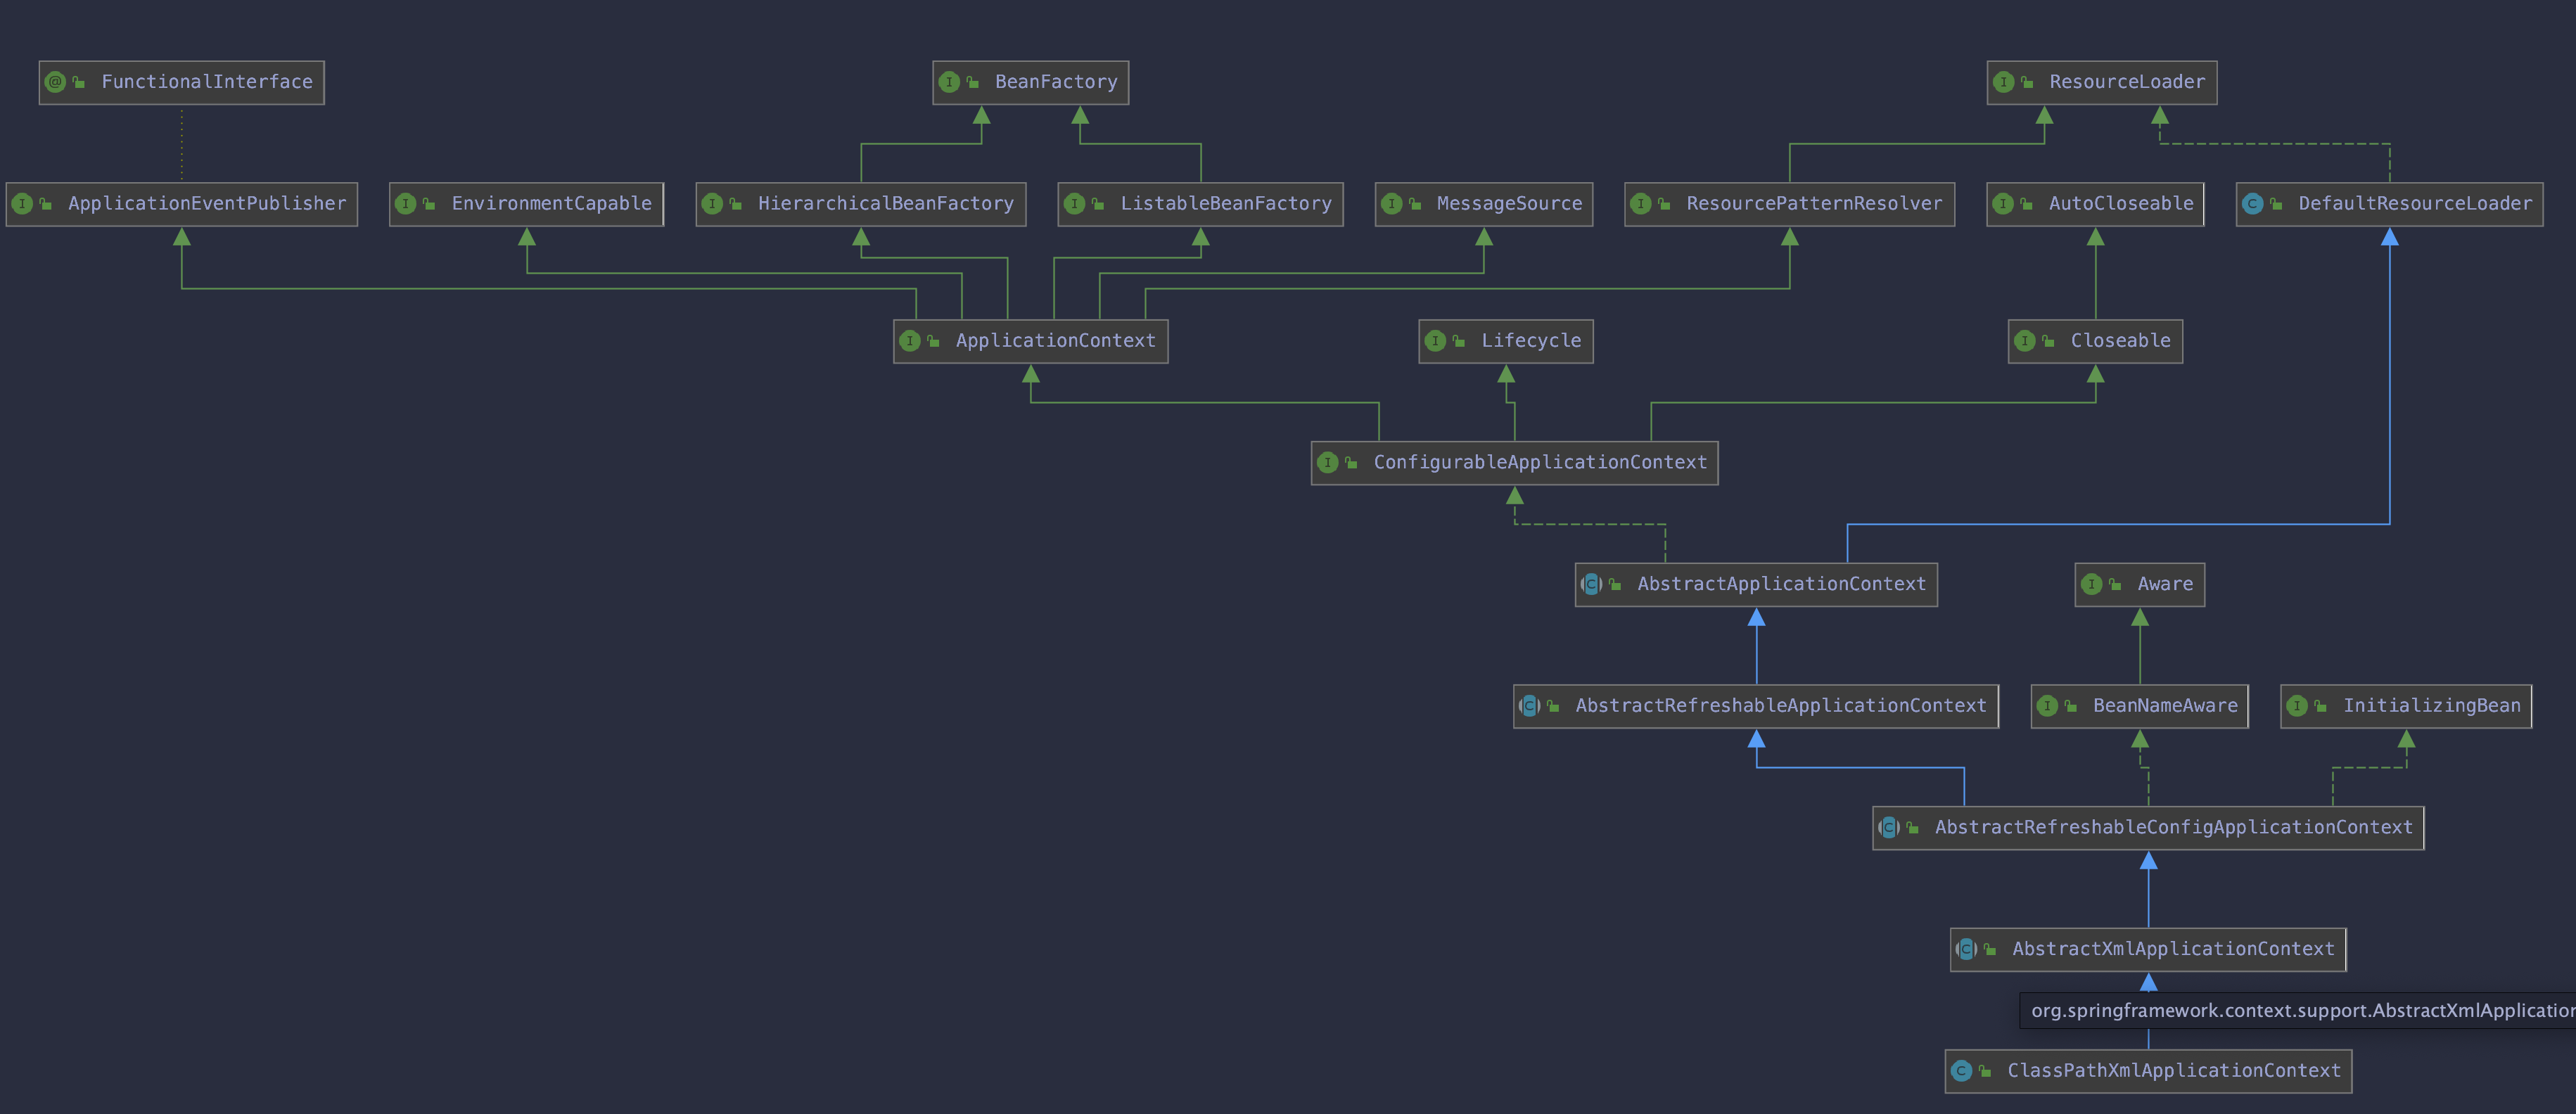 FunctionalInterface
BeanFactory
ResourceLoader
ApplicationEventPublisher
EnvironmentCapable
HierarchicalBeanFactory
ListableBeanFactory
MessageSource
ResourcePatternResolver
AutoCloseable
DefaultResourceLoader
ApplicationContext
Lifecycle
Closeable
ConfigurableApplicationContext
AbstractApplicationContext
Aware
AbstractRefreshableApplicationContext
BeanNameAware
InitializingBean
AbstractRefreshableConfigApplicationContext
AbstractXmlApplicationContext
org.springframework.context.support.AbstractXmlApplication
ClassPathXmlApplicationContext